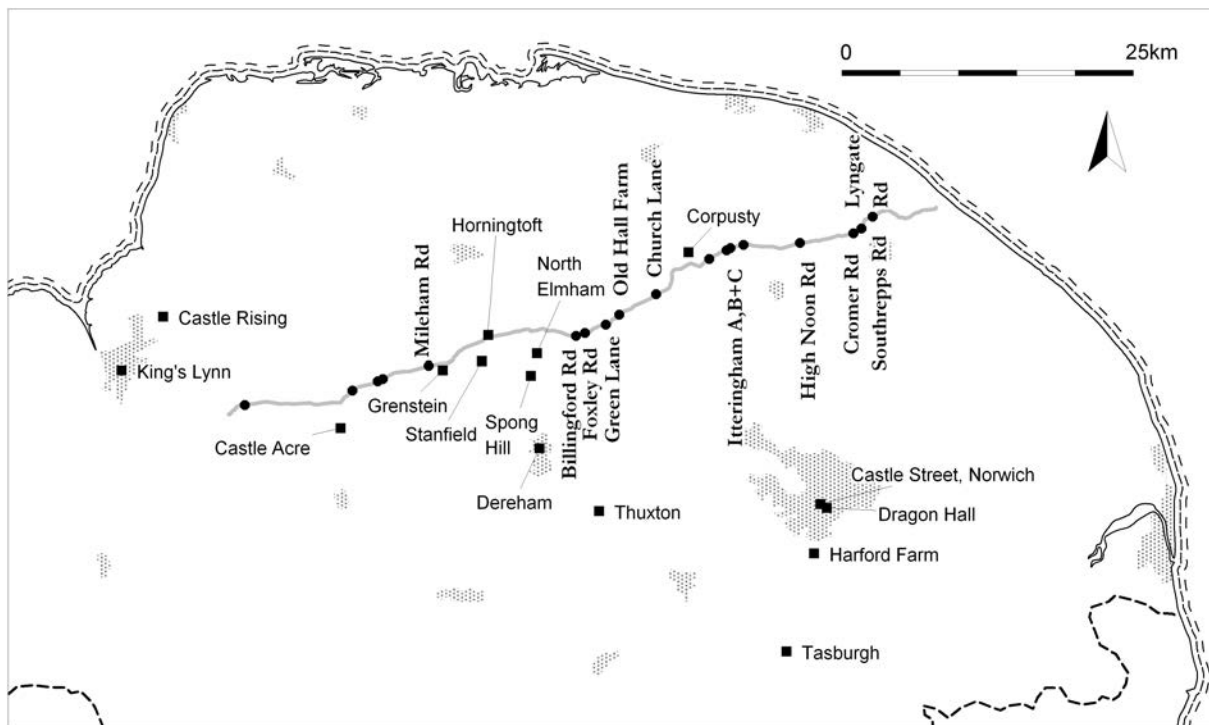 0 25km
Lyngate
Rd
Old Hall Farm
Church Lane
Corpusty
Horningtoft
North
Elmham
Mileham Rd
Castle Rising
King's Lynn
Grenstein
Stanfield
Castle Acre
Spong
Hill
Dereham
Billingford Rd
Foxley Rd
Green Lane
Itteringham A,B+C
High Noon Rd
Cromer Rd
Southrepps Rd
Thuxton
Castle Street, Norwich
Dragon Hall
Harford Farm
Tasburgh